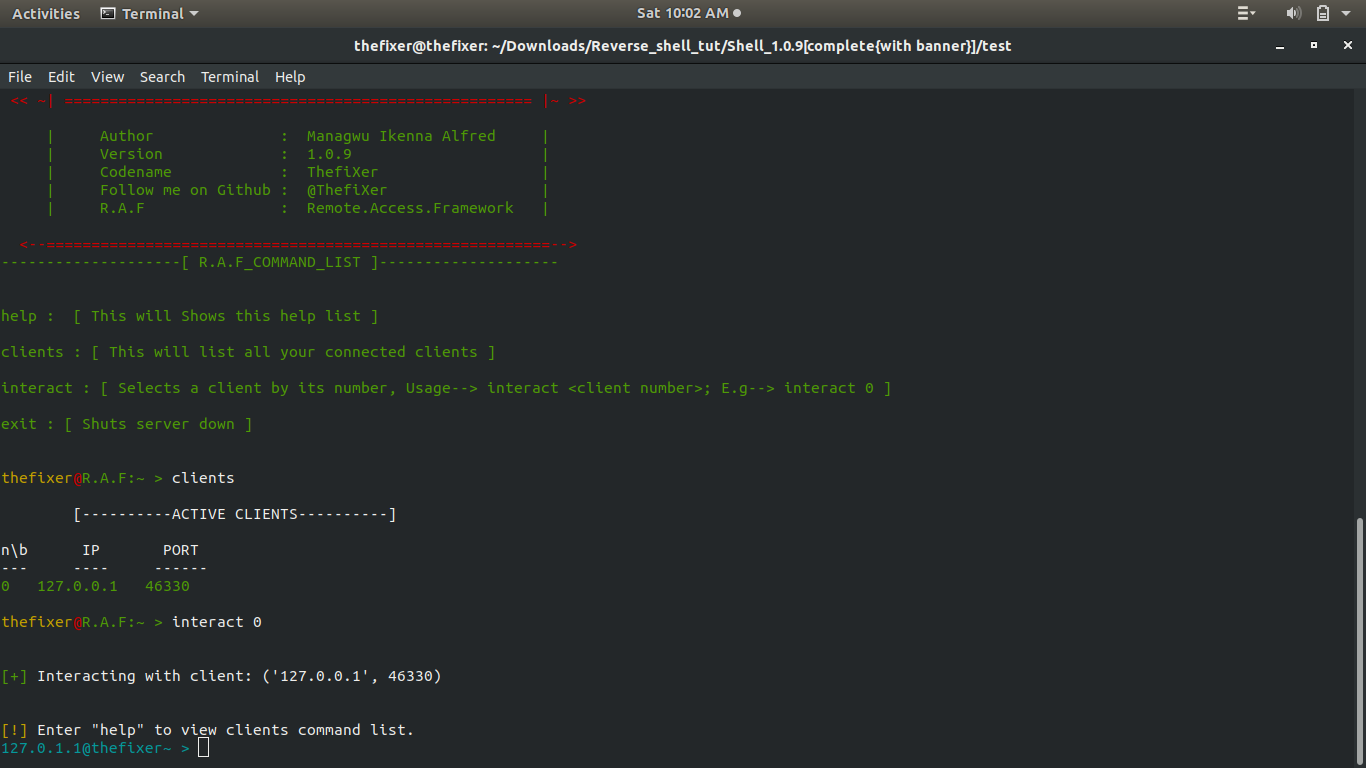 Activities Terminal Sat 10:02 AM
thefixer@thefixer: ~/Downloads/Reverse_shell_tut/Shell_1.0.9[complete{with banner}]/test
File Edit View Search Terminal Help
<< ~| ==================================================== |~ >>
| Author : Managwu Ikenna Alfred |
| Version : 1.0.9 |
| Codename : ThefiXer |
| Follow me on Github : @ThefiXer |
| R.A.F : Remote.Access.Framework |
<--========================================================-->
--------------------[ R.A.F_COMMAND_LIST ]--------------------
help : [ This will Shows this help list ]
clients : [ This will list all your connected clients ]
interact : [ Selects a client by its number, Usage--> interact <client number>; E.g--> interact 0 ]
exit : [ Shuts server down ]
thefixer@R.A.F:~ > clients
[----------ACTIVE CLIENTS----------]
n\b IP PORT
--- ---- ------
0 127.0.0.1 46330
thefixer@R.A.F:~ > interact 0
[+] Interacting with client: ('127.0.0.1', 46330)
[!] Enter "help" to view clients command list.
127.0.1.1@thefixer~ >